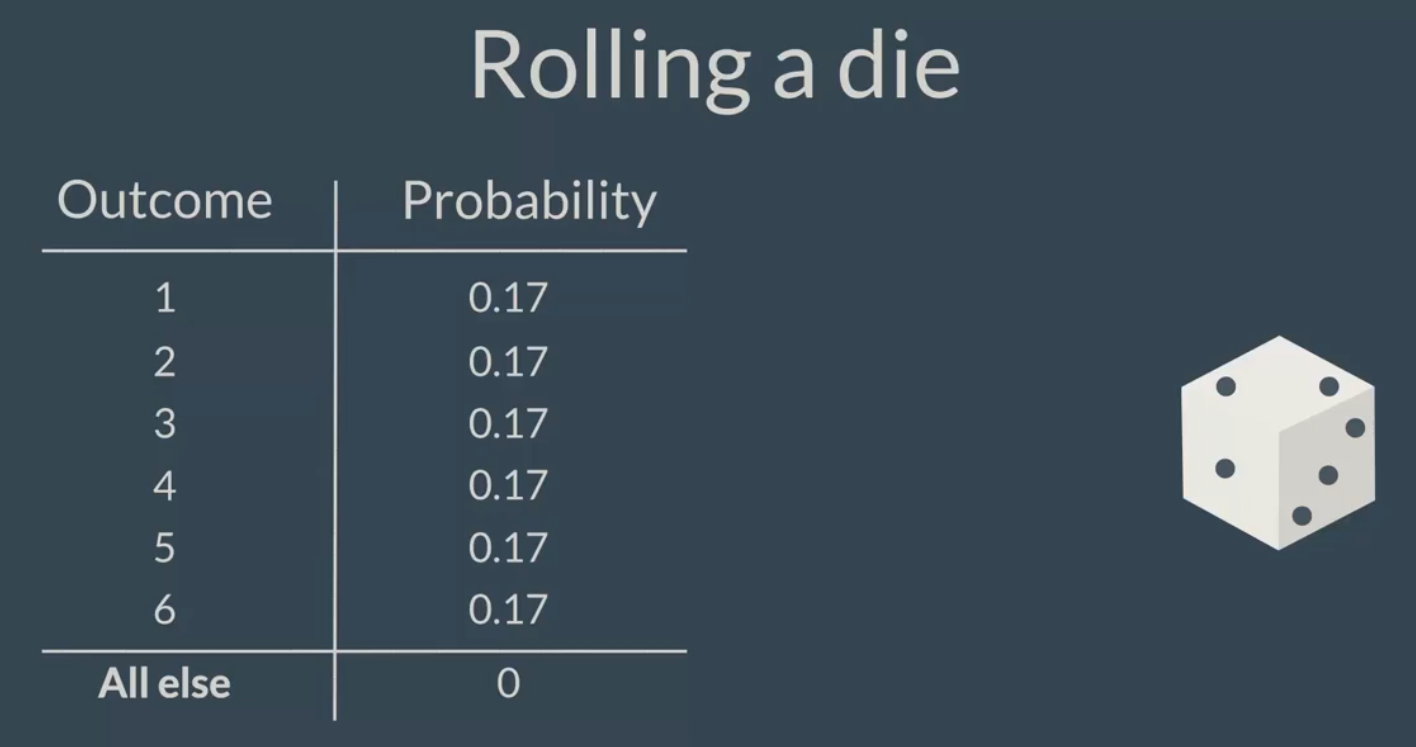 Rolling a die
Outcome Probability
1 0.17
2 0.17
3 0.17
4 0.17
5 0.17
6 0.17
All else 0